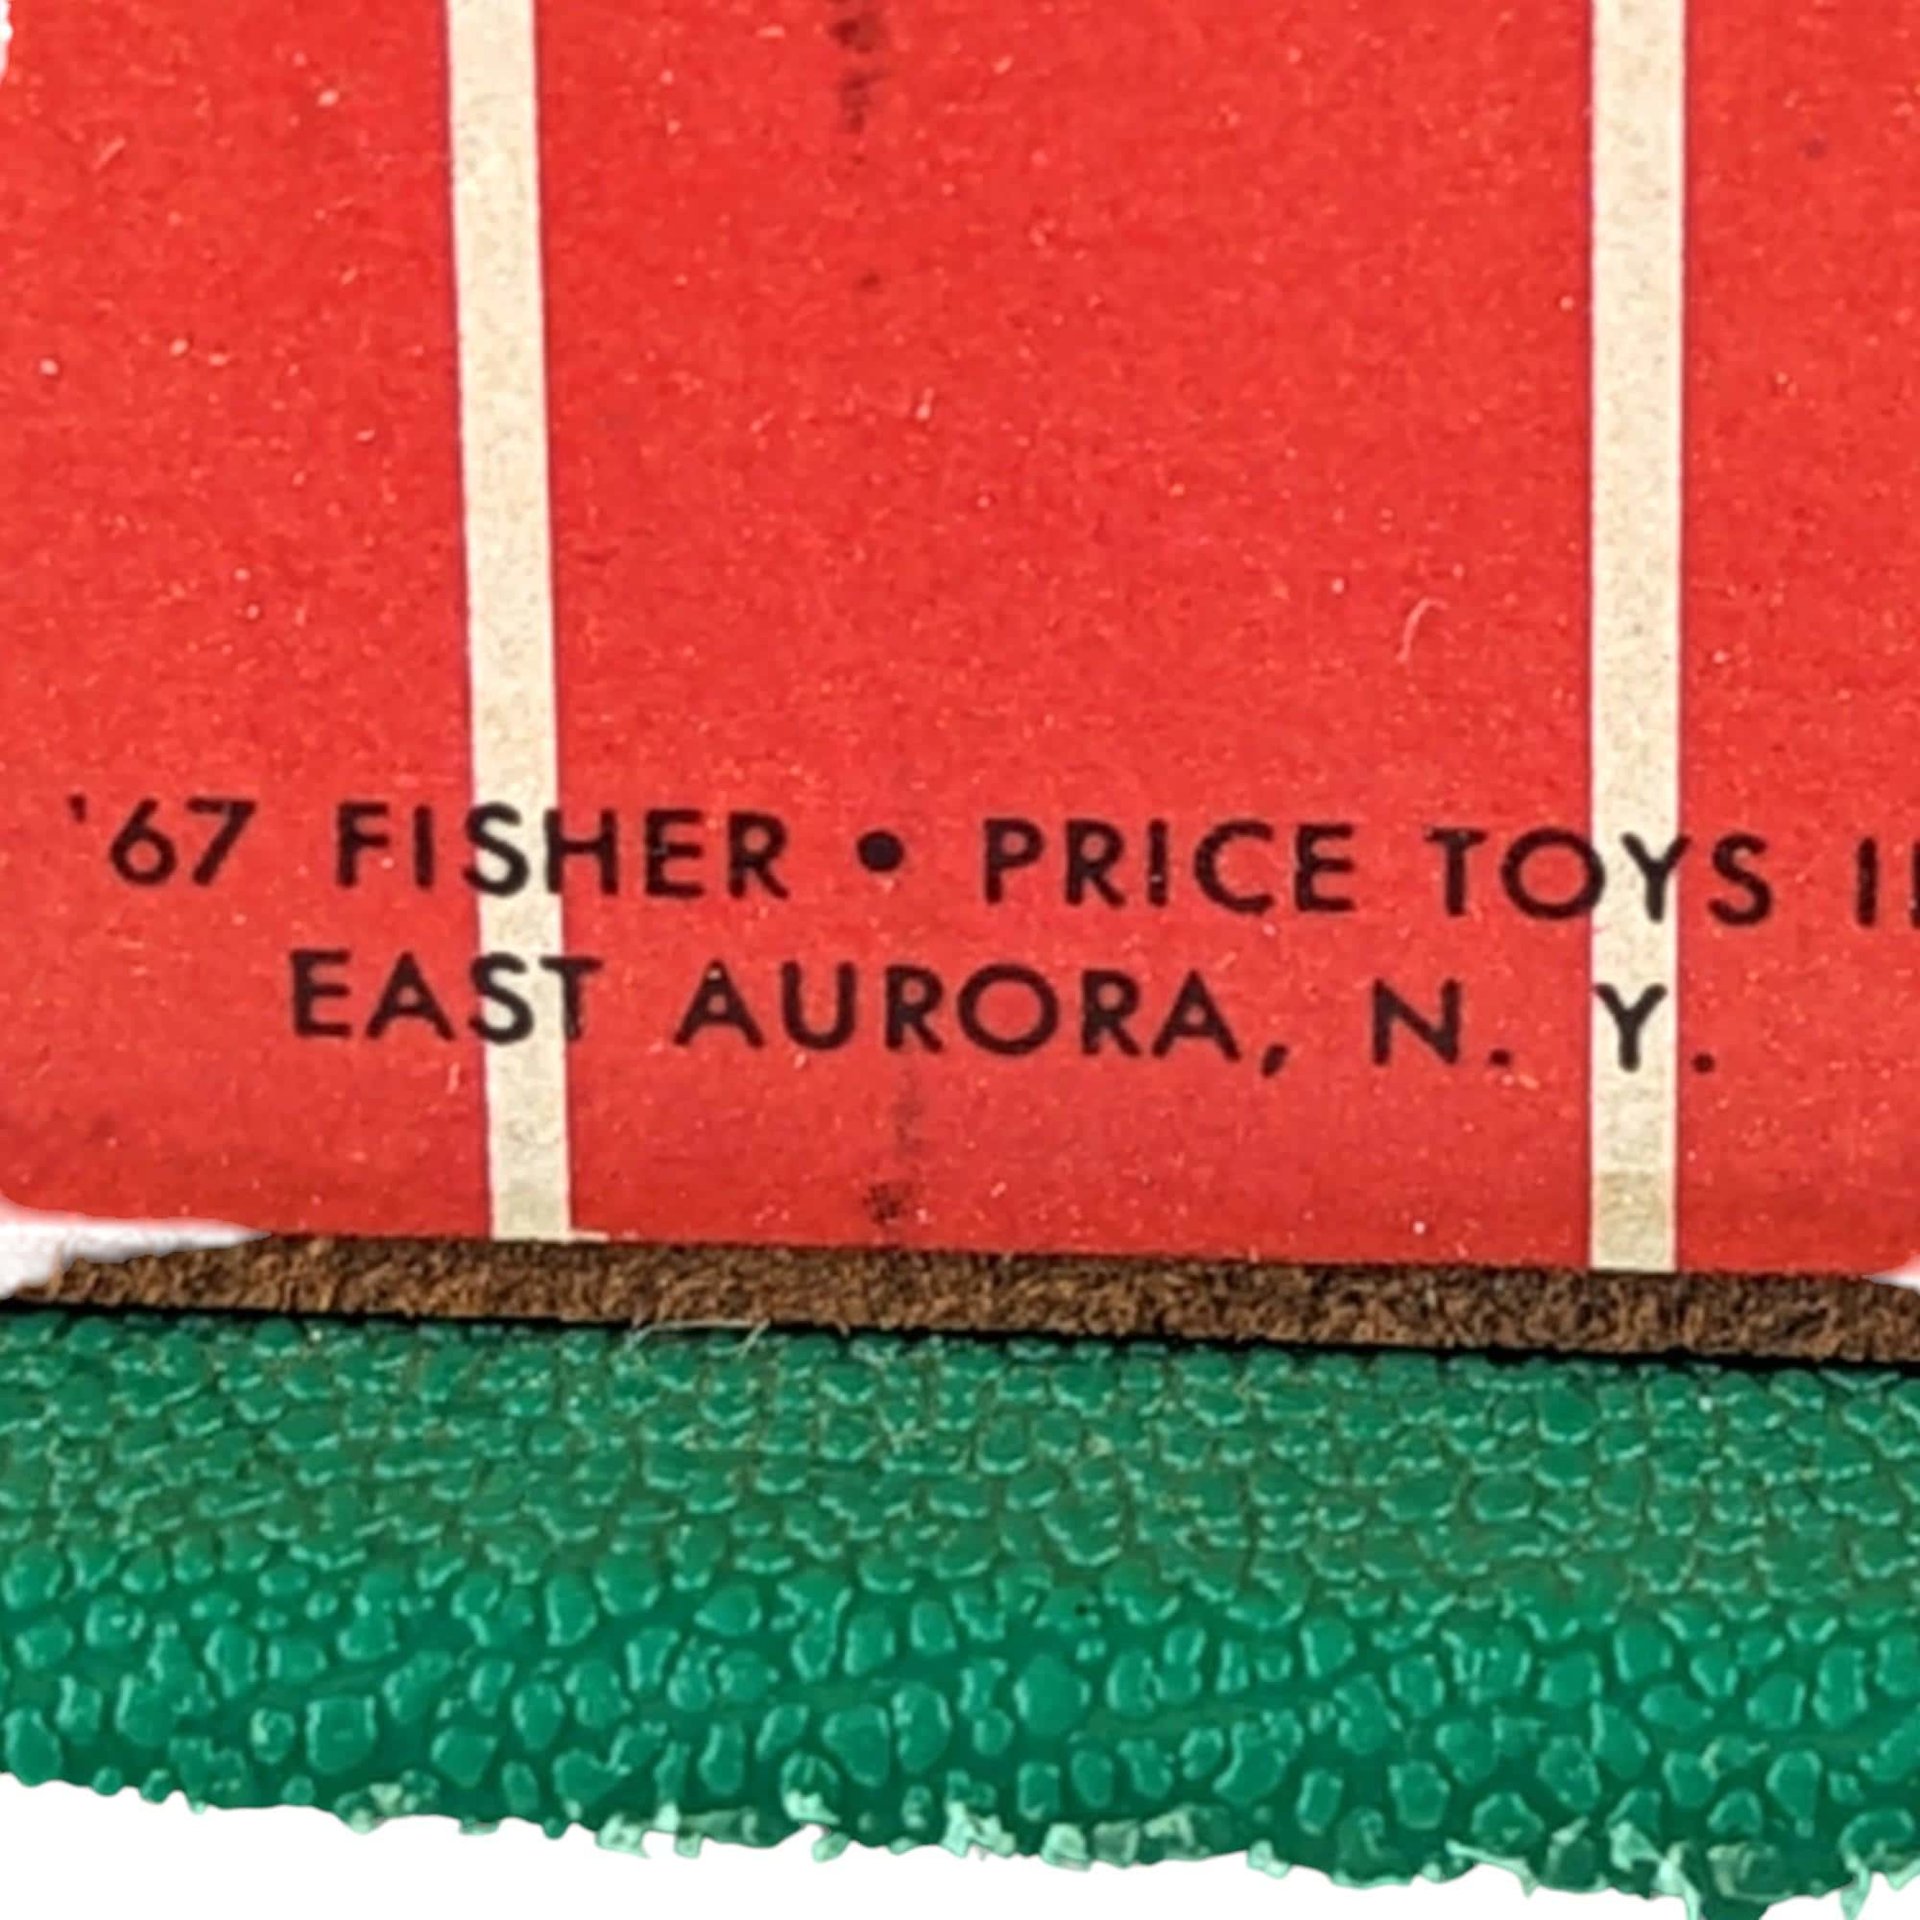 '67 FISHER • PRICE TOYS
EAST AURORA, N. Y.